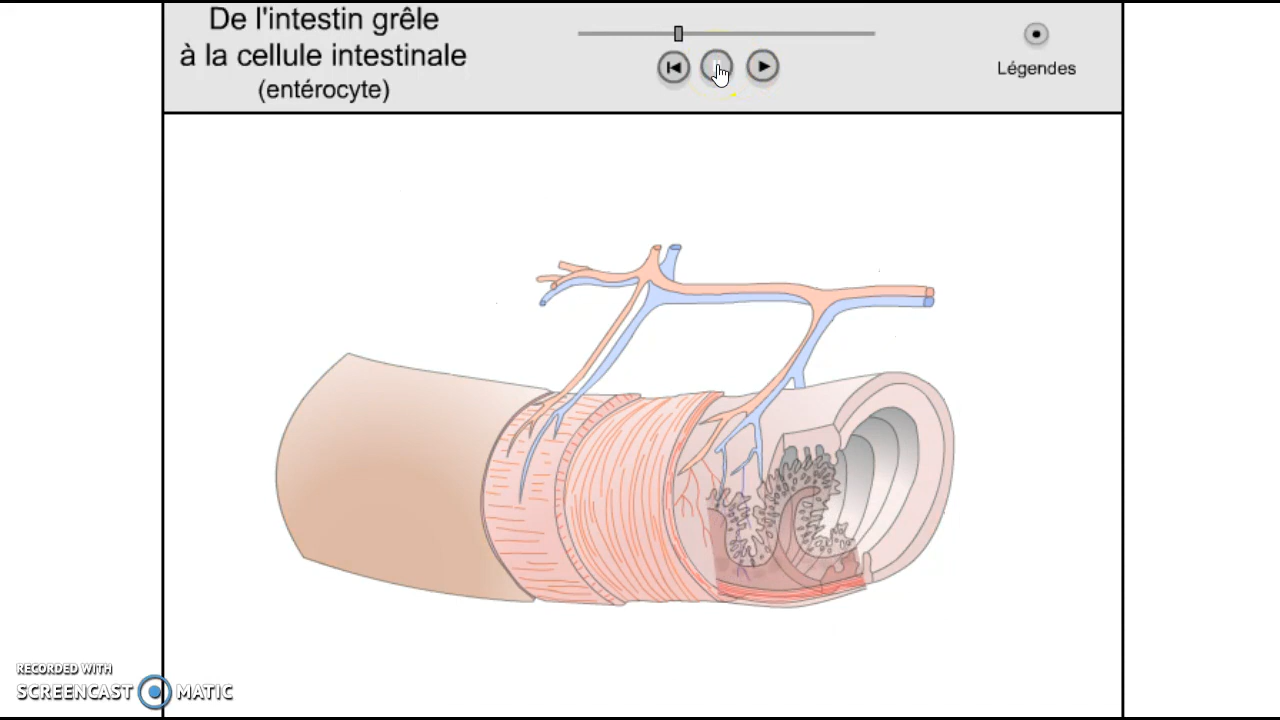 De l'intestin grêle
à la cellule intestinale
(entérocyte)
Légendes
RECORDED WITH
SCREENCAST MATIC